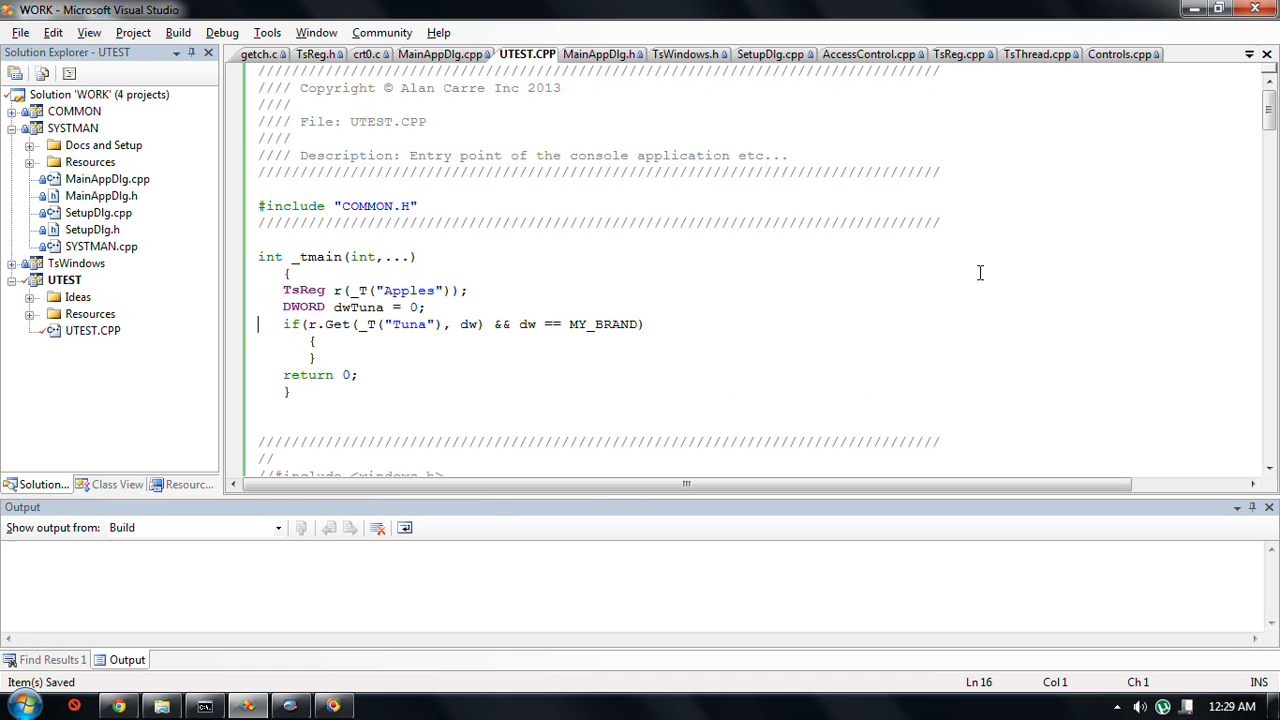 WORK - Microsoft Visual Studio
File Edit View Project Build Debug Tools Window Community Help
Solution Explorer - UTEST
getch.c TsReg.h crt0.c MainAppDlg.cpp UTEST.CPP MainAppDlg.h TsWindows.h SetupDlg.cpp AccessControl.cpp TsReg.cpp TsThread.cpp Controls.cpp
Solution 'WORK' (4 projects)
COMMON
SYSTMAN
Docs and Setup
Resources
MainAppDlg.cpp
MainAppDlg.h
SetupDlg.cpp
SetupDlg.h
SYSTMAN.cpp
TsWindows
UTEST
Ideas
Resources
UTEST.CPP
Solution... Class View Resourc...
/////////////////////////////////////////////////////////////////////////////////
//// Copyright © Alan Carre Inc 2013
////
//// File: UTEST.CPP
////
//// Description: Entry point of the console application etc...
/////////////////////////////////////////////////////////////////////////////////
#include "COMMON.H"
/////////////////////////////////////////////////////////////////////////////////
int _tmain(int,...)
{
TsReg r(_T("Apples"));
DWORD dwTuna = 0;
if(r.Get(_T("Tuna"), dw) && dw == MY_BRAND)
{
}
return 0;
}
/////////////////////////////////////////////////////////////////////////////////
//
//#include <windows.h>
Output
Show output from: Build
Find Results 1 Output
Item(s) Saved Ln 16 Col 1 Ch 1 INS
12:29 AM